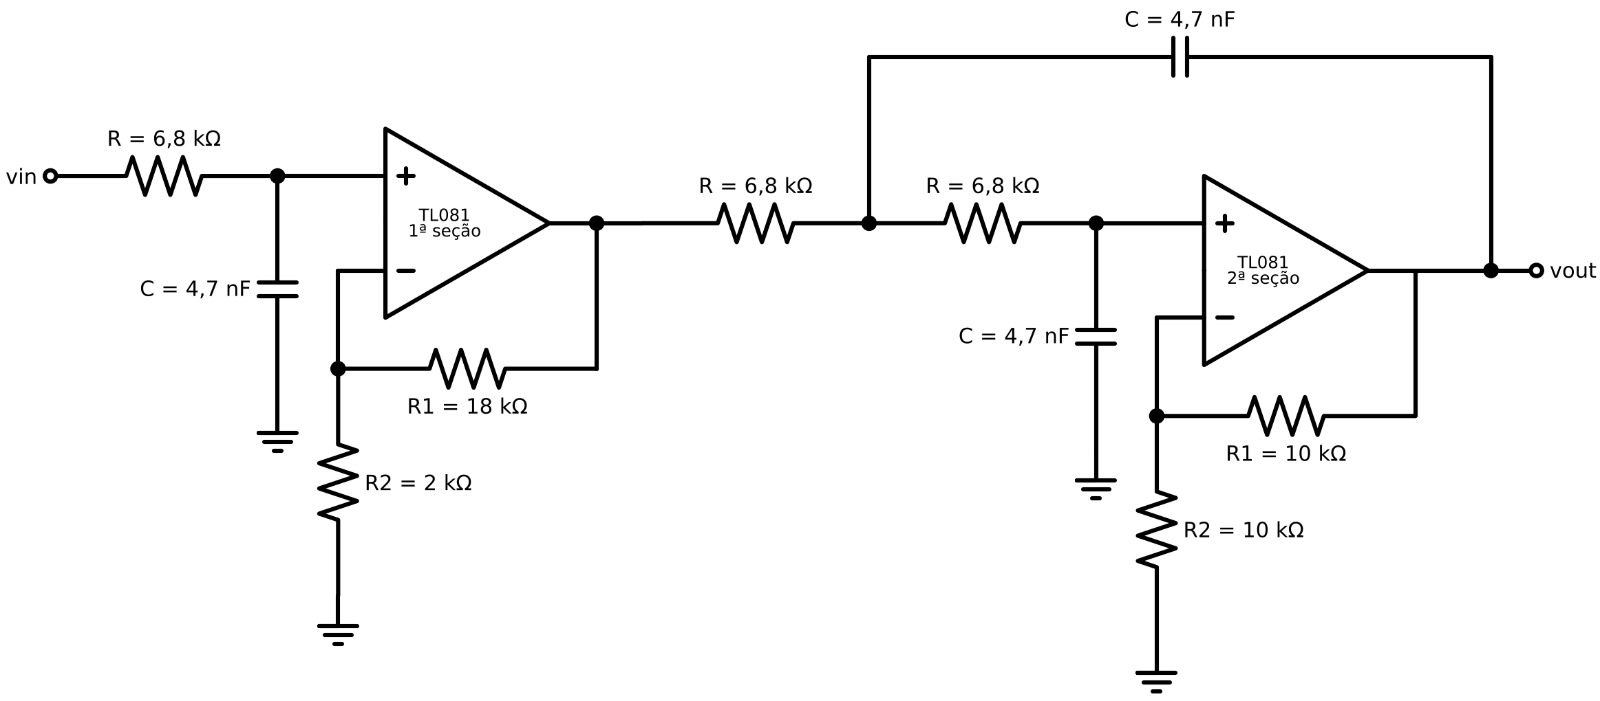 C = 4,7 nF
R = 6,8 kΩ
vin
+
TL081
1ª seção
−
C = 4,7 nF
R1 = 18 kΩ
R2 = 2 kΩ
R = 6,8 kΩ
R = 6,8 kΩ
+
TL081
2ª seção
−
vout
C = 4,7 nF
R1 = 10 kΩ
R2 = 10 kΩ